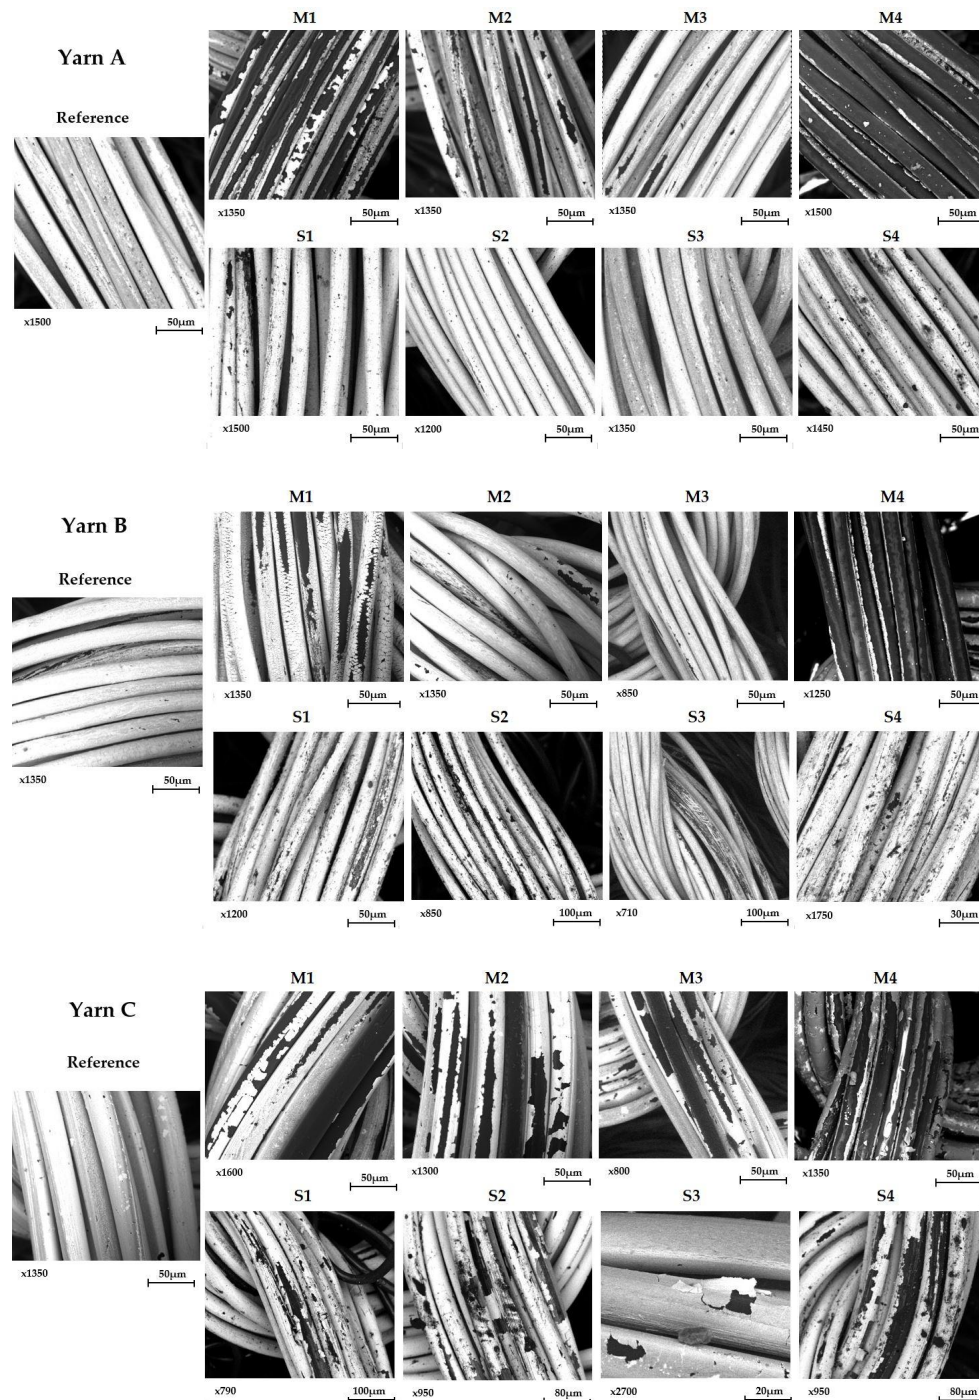 Yarn A
Reference
x1500 50µm
M1 M2 M3 M4
x1350 50µm x1350 50µm x1350 50µm x1500 50µm
S1 S2 S3 S4
x1500 50µm x1200 50µm x1350 50µm x1450 50µm
Yarn B
Reference
x1350 50µm
M1 M2 M3 M4
x1350 50µm x1350 50µm x850 50µm x1250 50µm
S1 S2 S3 S4
x1200 50µm x850 100µm x710 100µm x1750 30µm
Yarn C
Reference
x1350 50µm
M1 M2 M3 M4
x1600 50µm x1300 50µm x800 50µm x1350 50µm
S1 S2 S3 S4
x790 100µm x950 80µm x2700 20µm x950 80µm